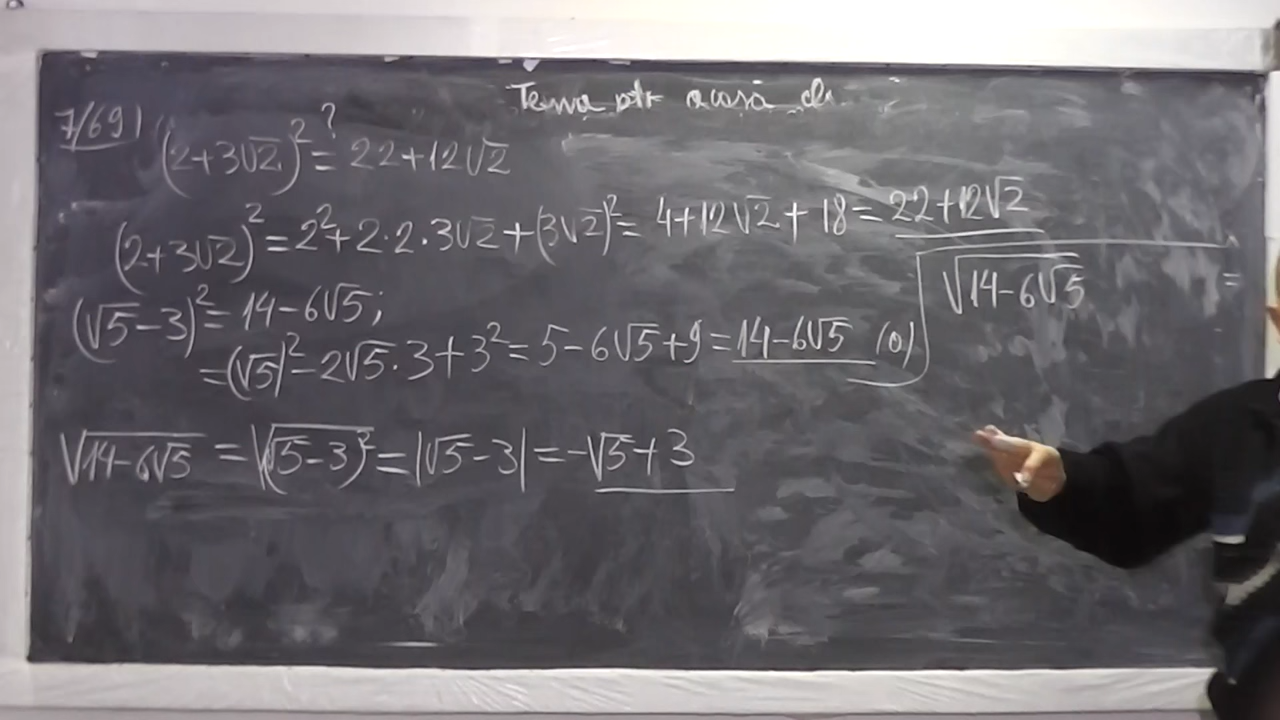 Tema ptr acasă
7/69) (2+3√2)² ?= 22+12√2
(2+3√2)² = 2²+2·2·3√2+(3√2)² = 4+12√2+18 = 22+12√2
(√5-3)² = 14-6√5;
=(√5)²-2√5·3+3² = 5-6√5+9 = 14-6√5 (o)
√14-6√5 =
√14-6√5 = √(√5-3)² = |√5-3| = -√5+3